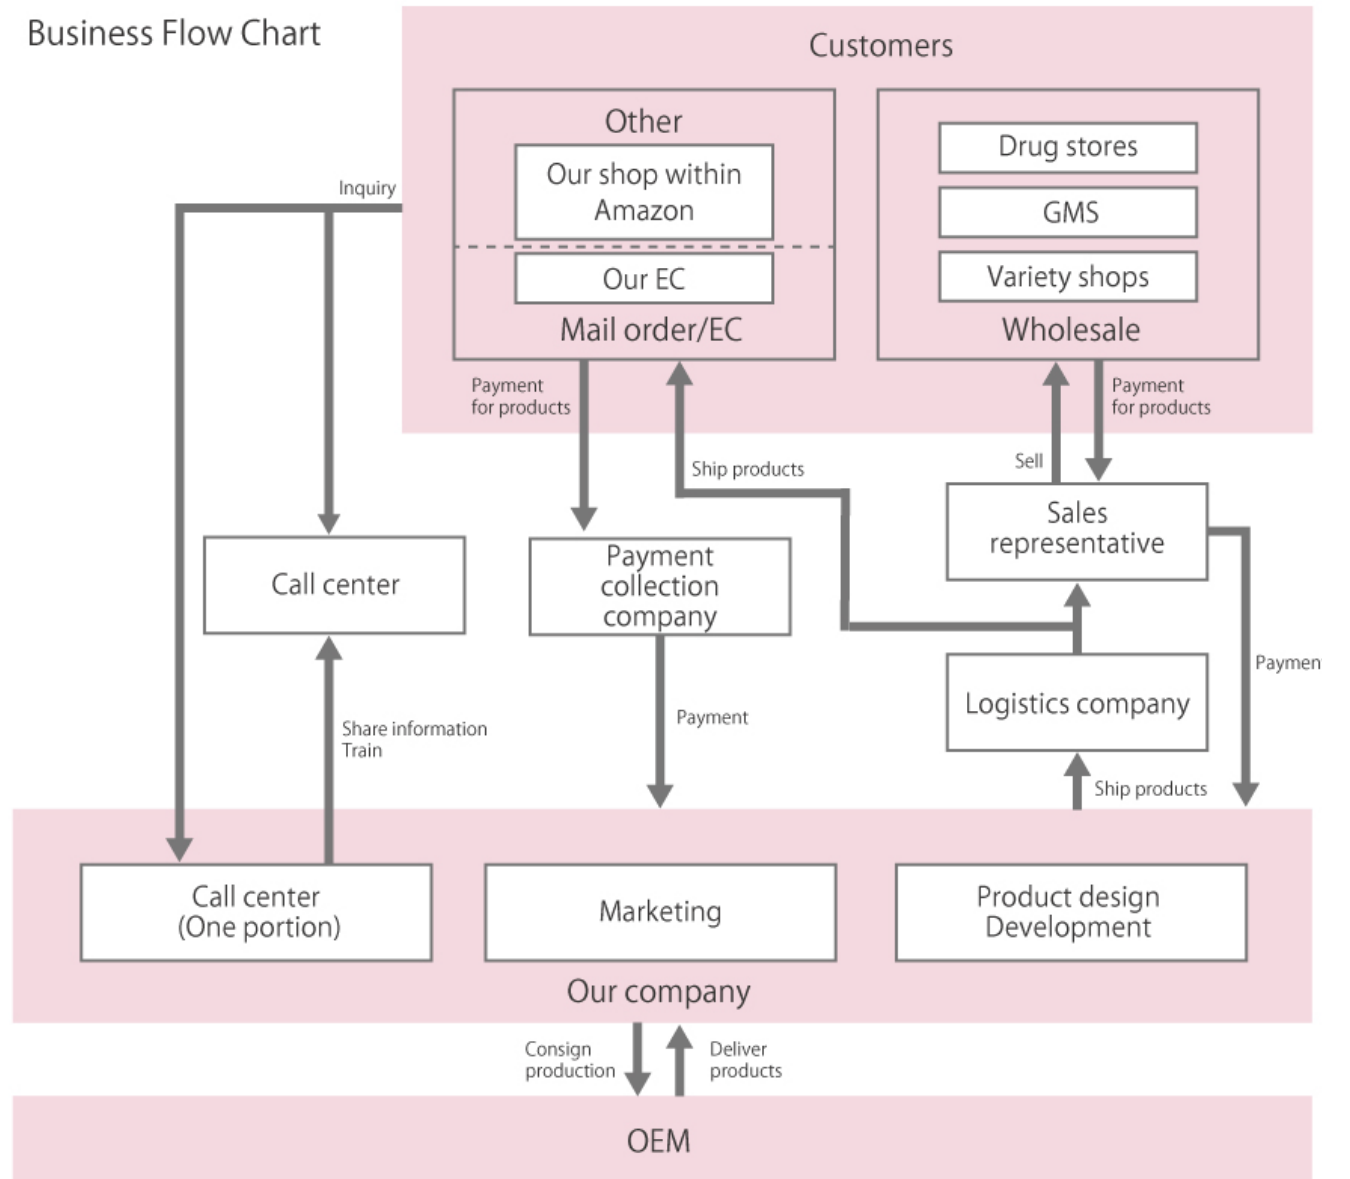 Business Flow Chart
Customers
Other
Our shop within
Amazon
Our EC
Mail order/EC
Drug stores
GMS
Variety shops
Wholesale
Inquiry
Payment
for products
Payment
for products
Ship products
Sell
Sales
representative
Call center
Payment
collection
company
Paymen
Logistics company
Payment
Share information
Train
Ship products
Call center
(One portion)
Marketing
Product design
Development
Our company
Consign
production
Deliver
products
OEM